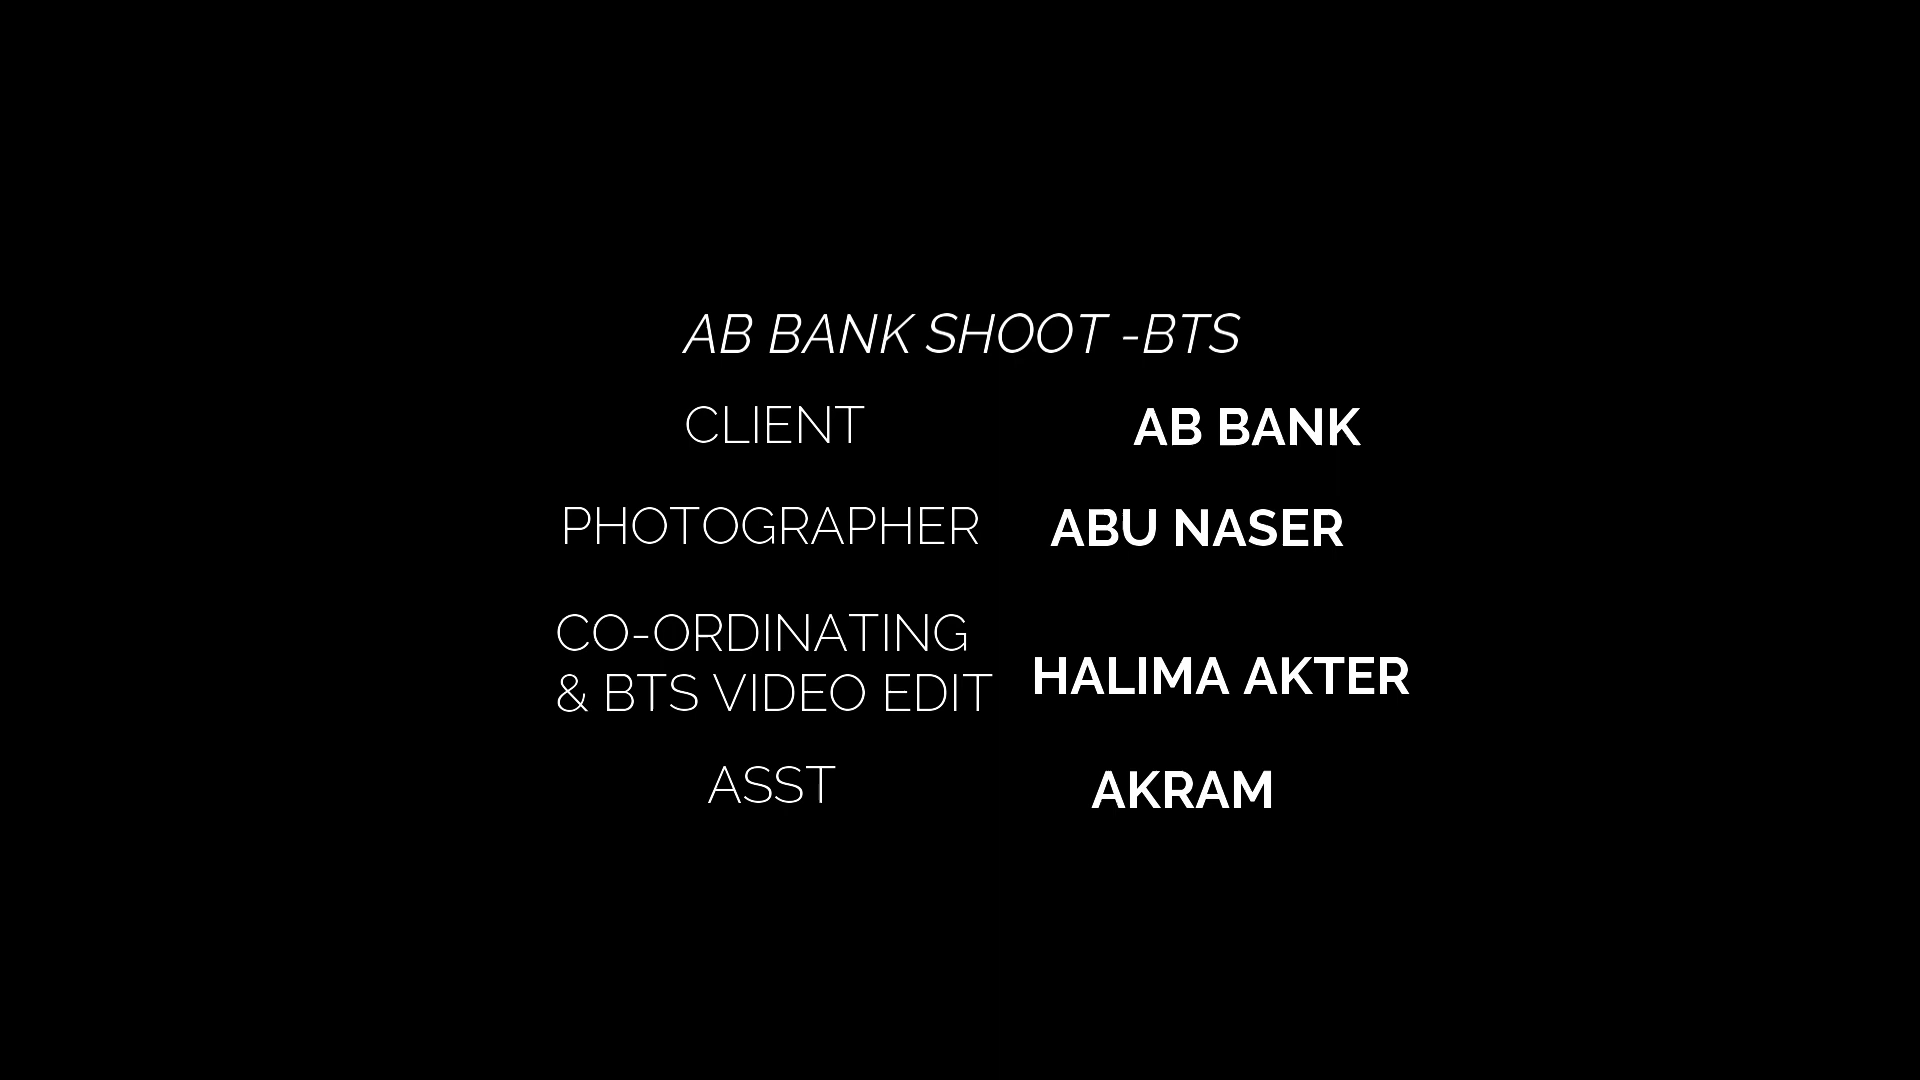 AB BANK SHOOT -BTS
CLIENT AB BANK
PHOTOGRAPHER ABU NASER
CO-ORDINATING
& BTS VIDEO EDIT HALIMA AKTER
ASST AKRAM